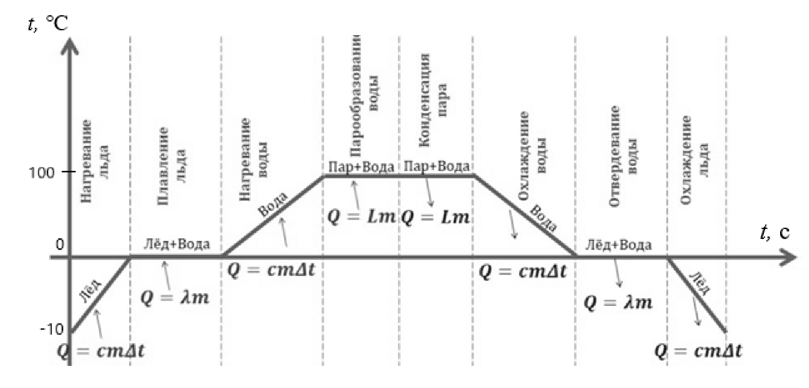 t, °C
Нагревание
льда
Плавление
льда
Нагревание
воды
Парообразование
воды
Конденсация
пара
Охлаждение
воды
Отвердевание
воды
Охлаждение
льда
100
0
-10
t, с
Лёд
Лёд+Вода
Вода
Пар+Вода
Пар+Вода
Вода
Лёд+Вода
Лёд
Q = cmΔt
Q = λm
Q = cmΔt
Q = Lm
Q = Lm
Q = cmΔt
Q = λm
Q = cmΔt